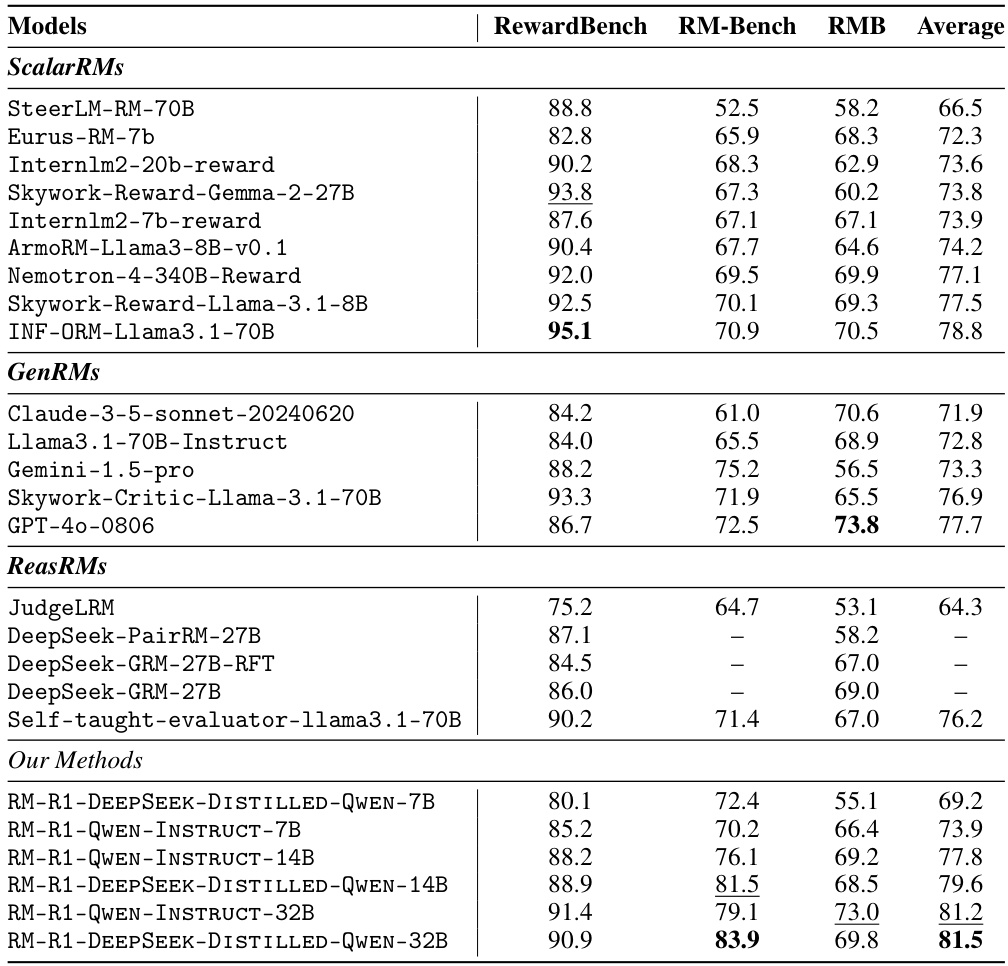 Models RewardBench RM-Bench RMB Average
ScalarRMs
SteerLM-RM-70B 88.8 52.5 58.2 66.5
Eurus-RM-7b 82.8 65.9 68.3 72.3
Internlm2-20b-reward 90.2 68.3 62.9 73.6
Skywork-Reward-Gemma-2-27B 93.8 67.3 60.2 73.8
Internlm2-7b-reward 87.6 67.1 67.1 73.9
ArmoRM-Llama3-8B-v0.1 90.4 67.7 64.6 74.2
Nemotron-4-340B-Reward 92.0 69.5 69.9 77.1
Skywork-Reward-Llama-3.1-8B 92.5 70.1 69.3 77.5
INF-ORM-Llama3.1-70B 95.1 70.9 70.5 78.8
GenRMs
Claude-3-5-sonnet-20240620 84.2 61.0 70.6 71.9
Llama3.1-70B-Instruct 84.0 65.5 68.9 72.8
Gemini-1.5-pro 88.2 75.2 56.5 73.3
Skywork-Critic-Llama-3.1-70B 93.3 71.9 65.5 76.9
GPT-4o-0806 86.7 72.5 73.8 77.7
ReasRMs
JudgeLRM 75.2 64.7 53.1 64.3
DeepSeek-PairRM-27B 87.1 – 58.2 –
DeepSeek-GRM-27B-RFT 84.5 – 67.0 –
DeepSeek-GRM-27B 86.0 – 69.0 –
Self-taught-evaluator-llama3.1-70B 90.2 71.4 67.0 76.2
Our Methods
RM-R1-DeepSeek-Distilled-Qwen-7B 80.1 72.4 55.1 69.2
RM-R1-Qwen-Instruct-7B 85.2 70.2 66.4 73.9
RM-R1-Qwen-Instruct-14B 88.2 76.1 69.2 77.8
RM-R1-DeepSeek-Distilled-Qwen-14B 88.9 81.5 68.5 79.6
RM-R1-Qwen-Instruct-32B 91.4 79.1 73.0 81.2
RM-R1-DeepSeek-Distilled-Qwen-32B 90.9 83.9 69.8 81.5